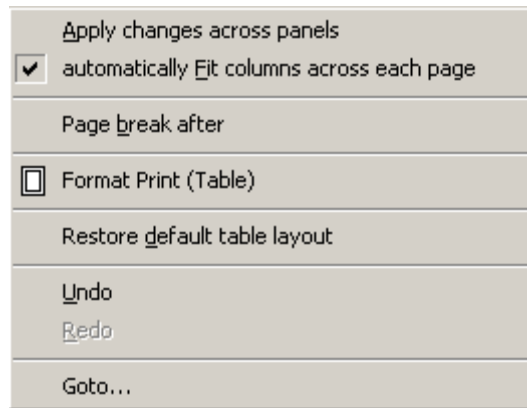 Apply changes across panels
automatically Fit columns across each page
Page break after
Format Print (Table)
Restore default table layout
Undo
Redo
Goto...